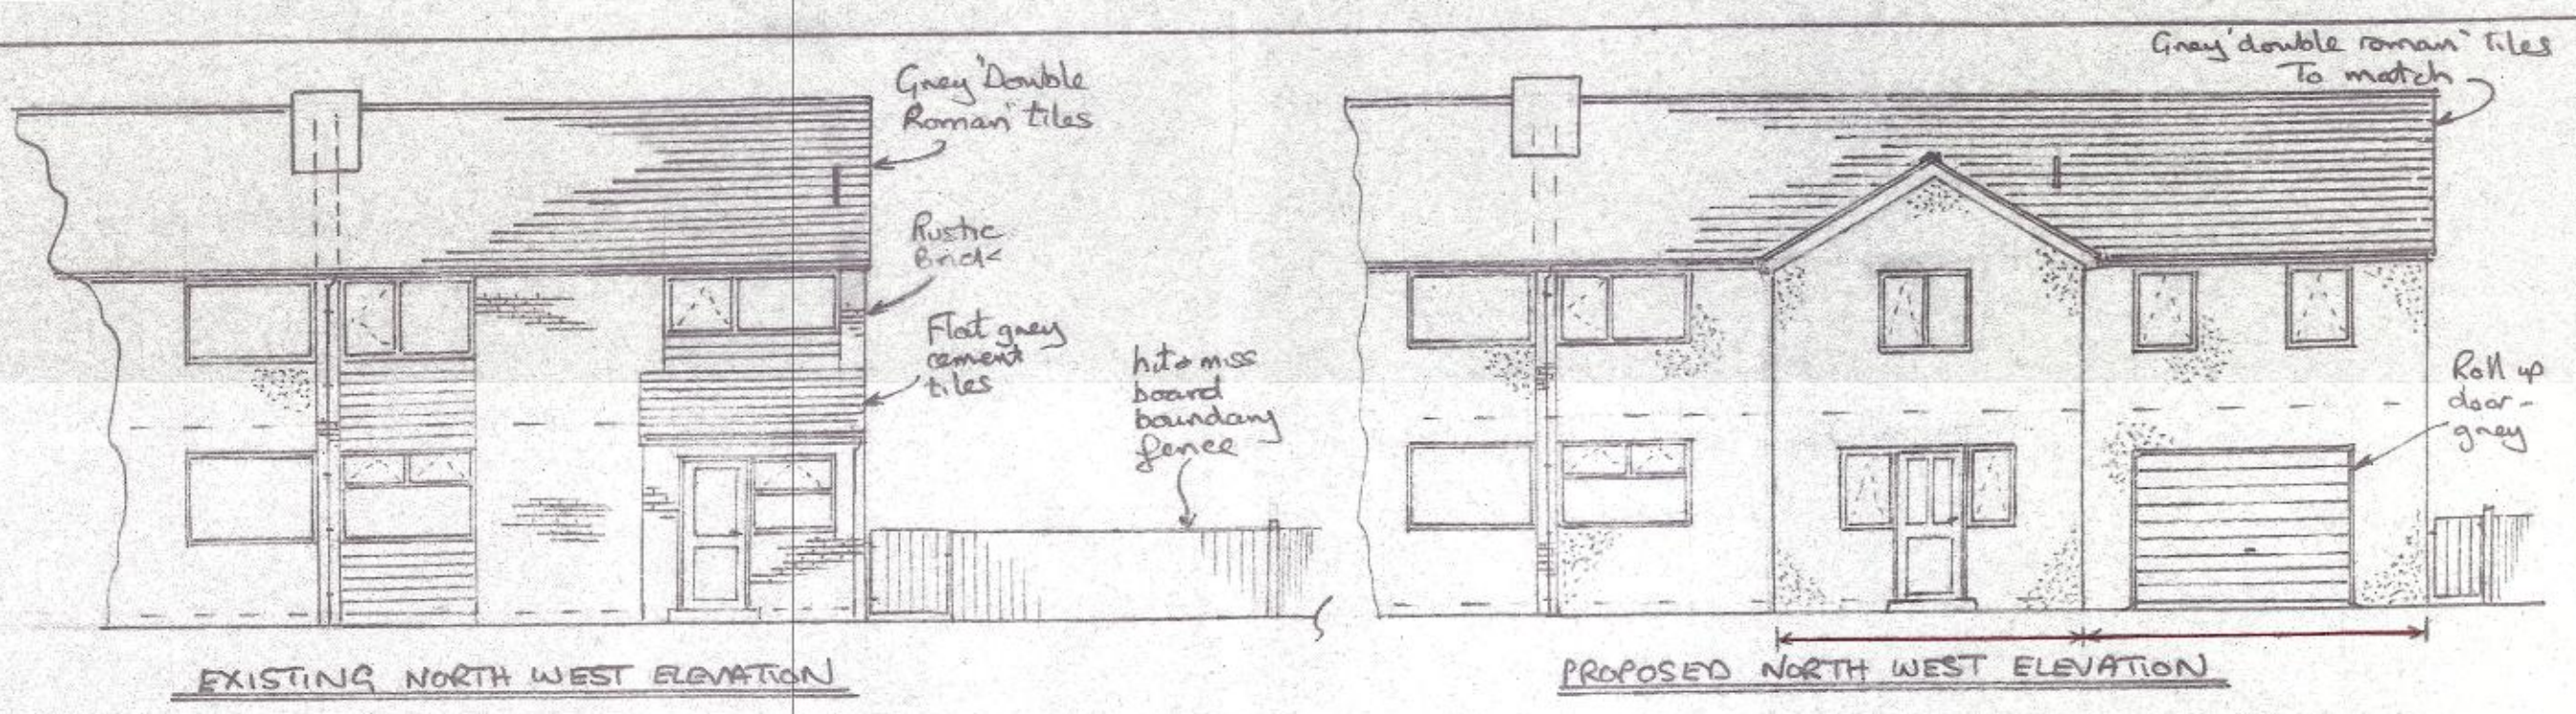 Grey "Double
Roman" tiles
Rustic
Brick
Flat grey
cement
tiles
hit & miss
board
boundary
fence
EXISTING NORTH WEST ELEVATION
Grey "double roman" tiles
To match
Roll up
door -
grey
PROPOSED NORTH WEST ELEVATION